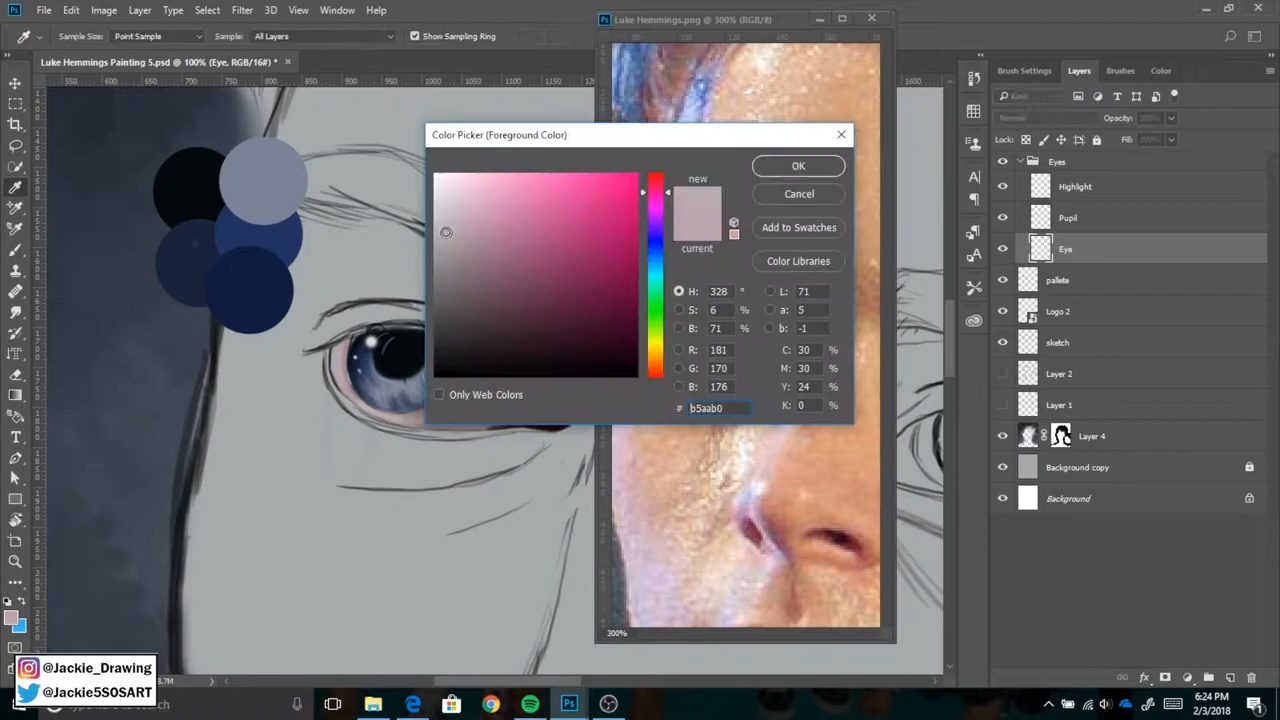 File Edit Image Layer Type Select Filter 3D View Window Help
Sample Size: Point Sample Sample: All Layers Show Sampling Ring
Luke Hemmings Painting 5.psd @ 100% (Eye, RGB/16#) *
Luke Hemmings.png @ 300% (RGB/8)
Color Picker (Foreground Color)
new
current
OK
Cancel
Add to Swatches
Color Libraries
H: 328 °
S: 6 %
B: 71 %
R: 181
G: 170
B: 176
# b5aab0
L: 71
a: 5
b: -1
C: 30 %
M: 30 %
Y: 24 %
K: 0 %
Only Web Colors
300%
Brush Settings Layers Brushes Color
Kind
Normal Opacity: 100%
Lock: Fill: 100%
Eyes
Highlight
Pupil
Eye
pallete
Logo 2
sketch
Layer 2
Layer 1
Layer 4
Background copy
Background
@Jackie_Drawing
@Jackie5SOSART
6:24 PM
2/3/2018